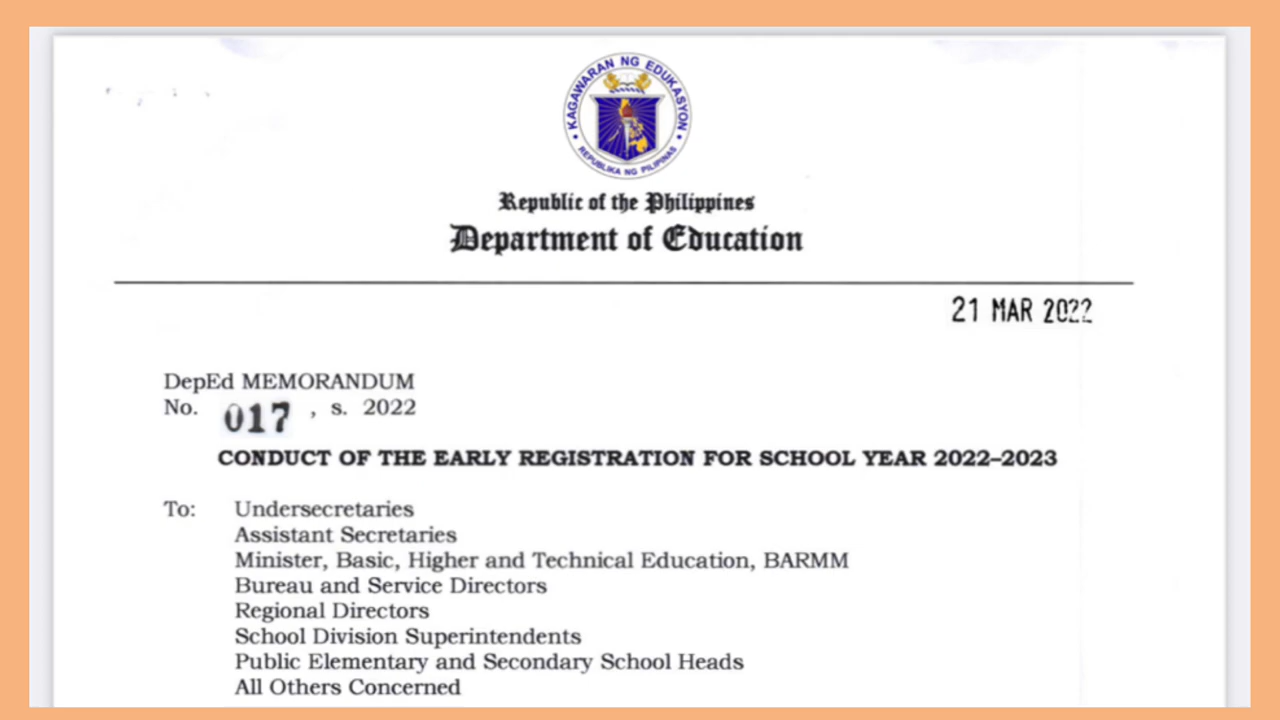 KAGAWARAN NG EDUKASYON
REPUBLIKA NG PILIPINAS
Republic of the Philippines
Department of Education
21 MAR 2022
DepEd MEMORANDUM
No. 017 , s. 2022
CONDUCT OF THE EARLY REGISTRATION FOR SCHOOL YEAR 2022–2023
To: Undersecretaries
Assistant Secretaries
Minister, Basic, Higher and Technical Education, BARMM
Bureau and Service Directors
Regional Directors
School Division Superintendents
Public Elementary and Secondary School Heads
All Others Concerned